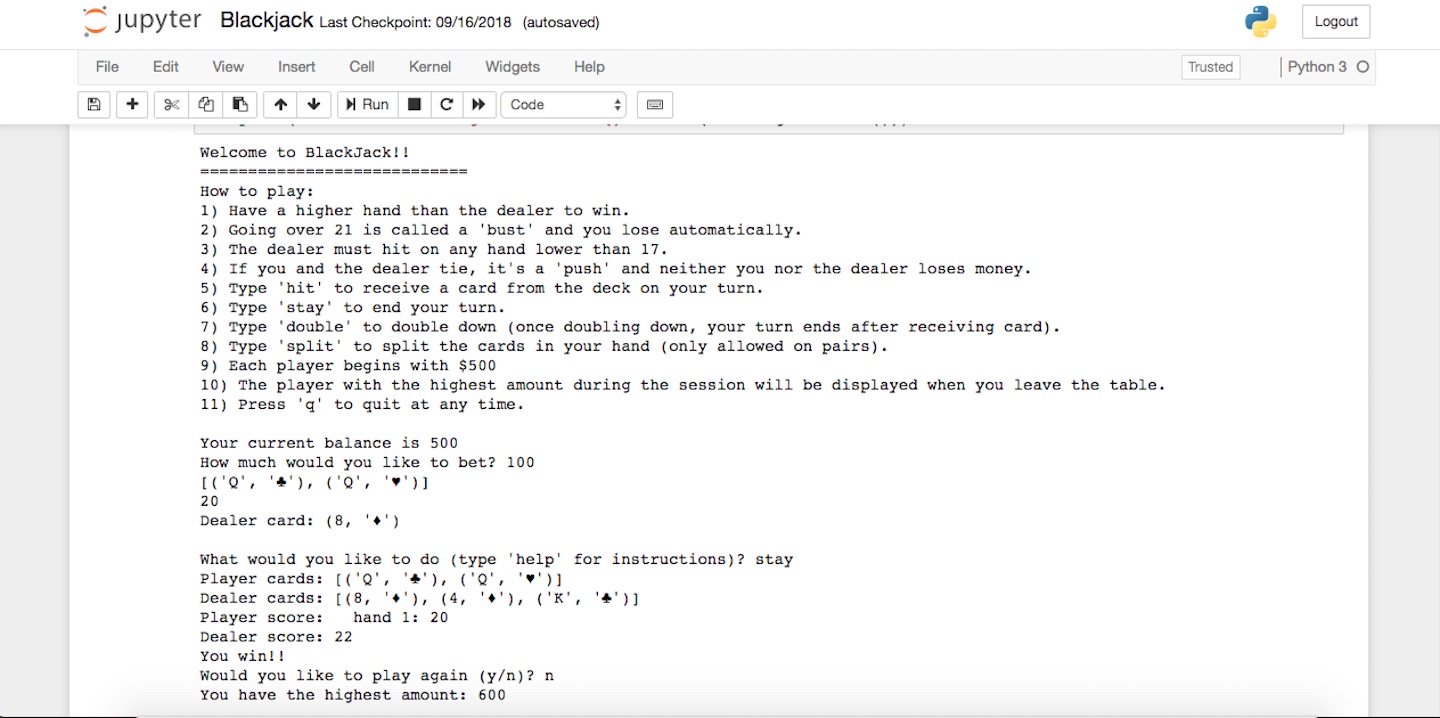 jupyter Blackjack Last Checkpoint: 09/16/2018 (autosaved) Logout
File Edit View Insert Cell Kernel Widgets Help Trusted Python 3
Run Code
Welcome to BlackJack!!
============================
How to play:
1) Have a higher hand than the dealer to win.
2) Going over 21 is called a 'bust' and you lose automatically.
3) The dealer must hit on any hand lower than 17.
4) If you and the dealer tie, it's a 'push' and neither you nor the dealer loses money.
5) Type 'hit' to receive a card from the deck on your turn.
6) Type 'stay' to end your turn.
7) Type 'double' to double down (once doubling down, your turn ends after receiving card).
8) Type 'split' to split the cards in your hand (only allowed on pairs).
9) Each player begins with $500
10) The player with the highest amount during the session will be displayed when you leave the table.
11) Press 'q' to quit at any time.
Your current balance is 500
How much would you like to bet? 100
[('Q', '♣'), ('Q', '♥')]
20
Dealer card: (8, '♦')
What would you like to do (type 'help' for instructions)? stay
Player cards: [('Q', '♣'), ('Q', '♥')]
Dealer cards: [(8, '♦'), (4, '♦'), ('K', '♣')]
Player score:   hand 1: 20
Dealer score: 22
You win!!
Would you like to play again (y/n)? n
You have the highest amount: 600